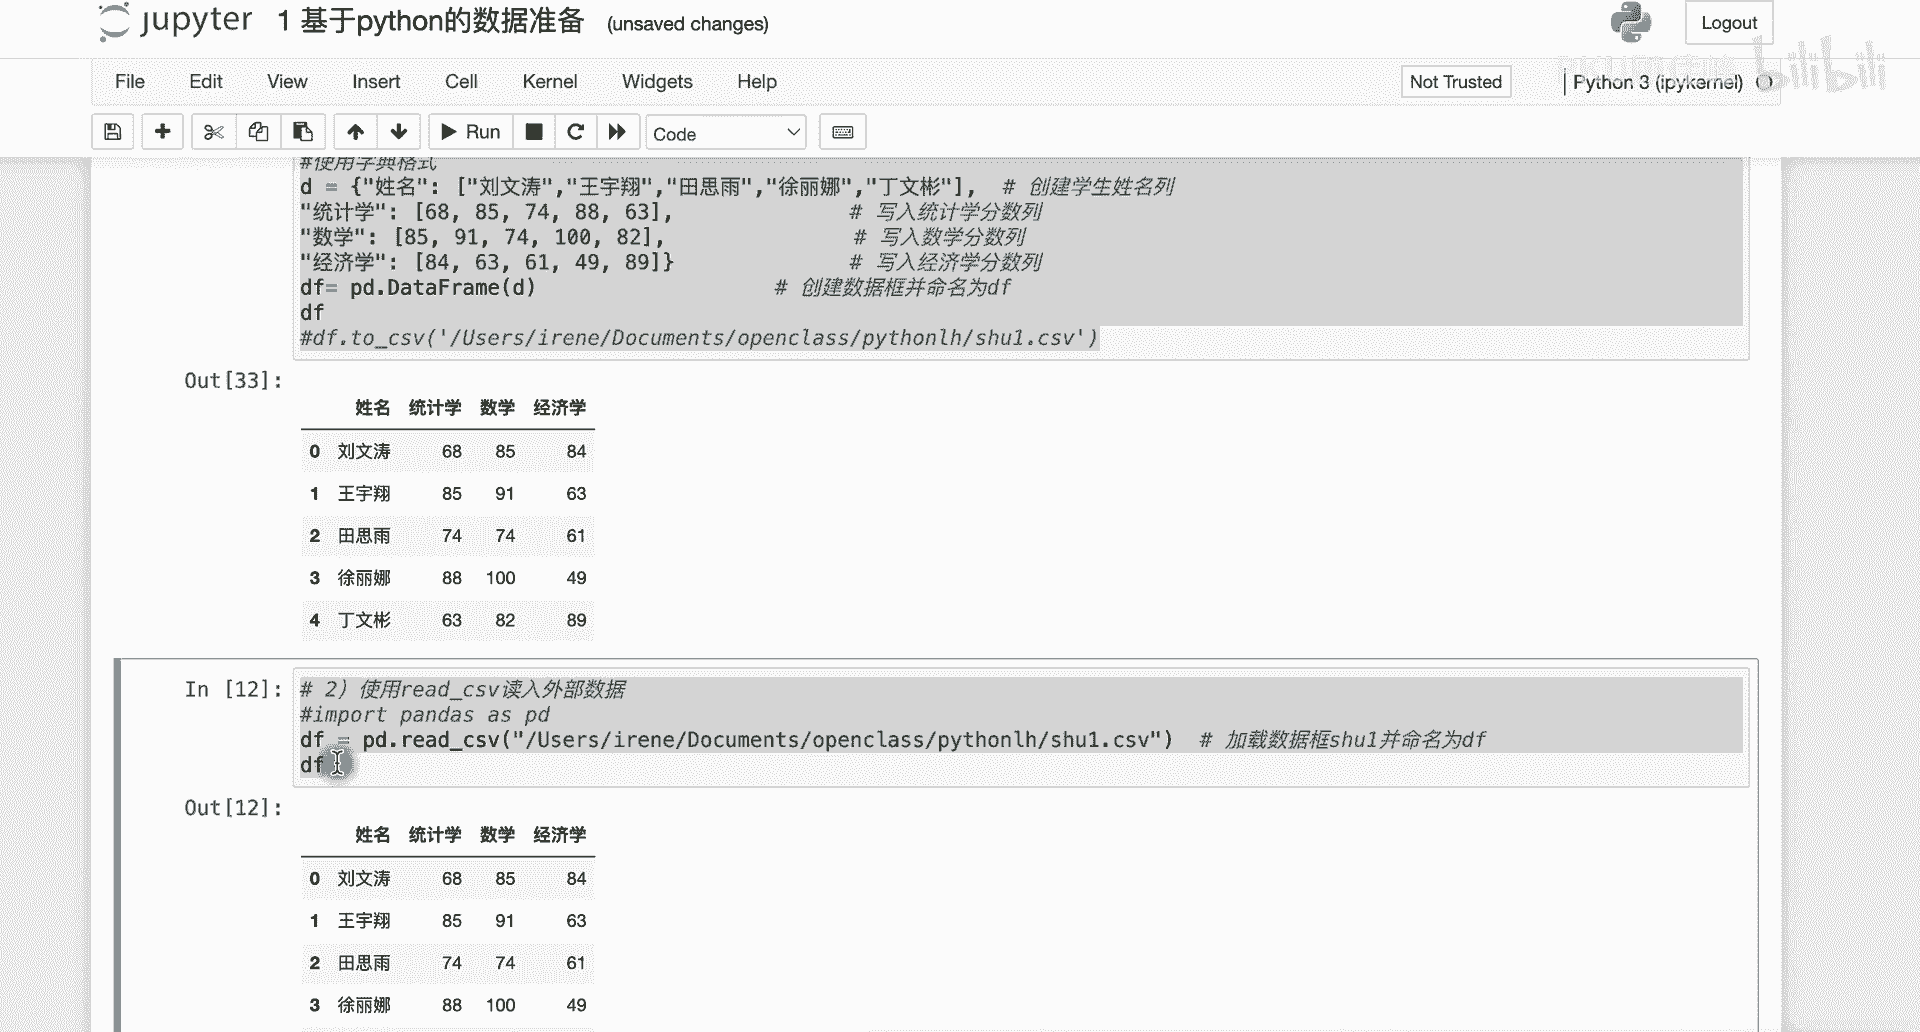 jupyter 1 基于python的数据准备 (unsaved changes)
Logout
File Edit View Insert Cell Kernel Widgets Help
Not Trusted
Python 3 (ipykernel)
bilibili
Run
Code
#使用字典格式
d = {"姓名": ["刘文涛","王宇翔","田思雨","徐丽娜","丁文彬"], # 创建学生姓名列
"统计学": [68, 85, 74, 88, 63], # 写入统计学分数列
"数学": [85, 91, 74, 100, 82], # 写入数学分数列
"经济学": [84, 63, 61, 49, 89]} # 写入经济学分数列
df= pd.DataFrame(d) # 创建数据框并命名为df
df
#df.to_csv('/Users/irene/Documents/openclass/pythonlh/shu1.csv')
Out[33]:
姓名 统计学 数学 经济学
0 刘文涛 68 85 84
1 王宇翔 85 91 63
2 田思雨 74 74 61
3 徐丽娜 88 100 49
4 丁文彬 63 82 89
In [12]:
# 2) 使用read_csv读入外部数据
#import pandas as pd
df = pd.read_csv("/Users/irene/Documents/openclass/pythonlh/shu1.csv") # 加载数据框shu1并命名为df
df
Out[12]:
姓名 统计学 数学 经济学
0 刘文涛 68 85 84
1 王宇翔 85 91 63
2 田思雨 74 74 61
3 徐丽娜 88 100 49